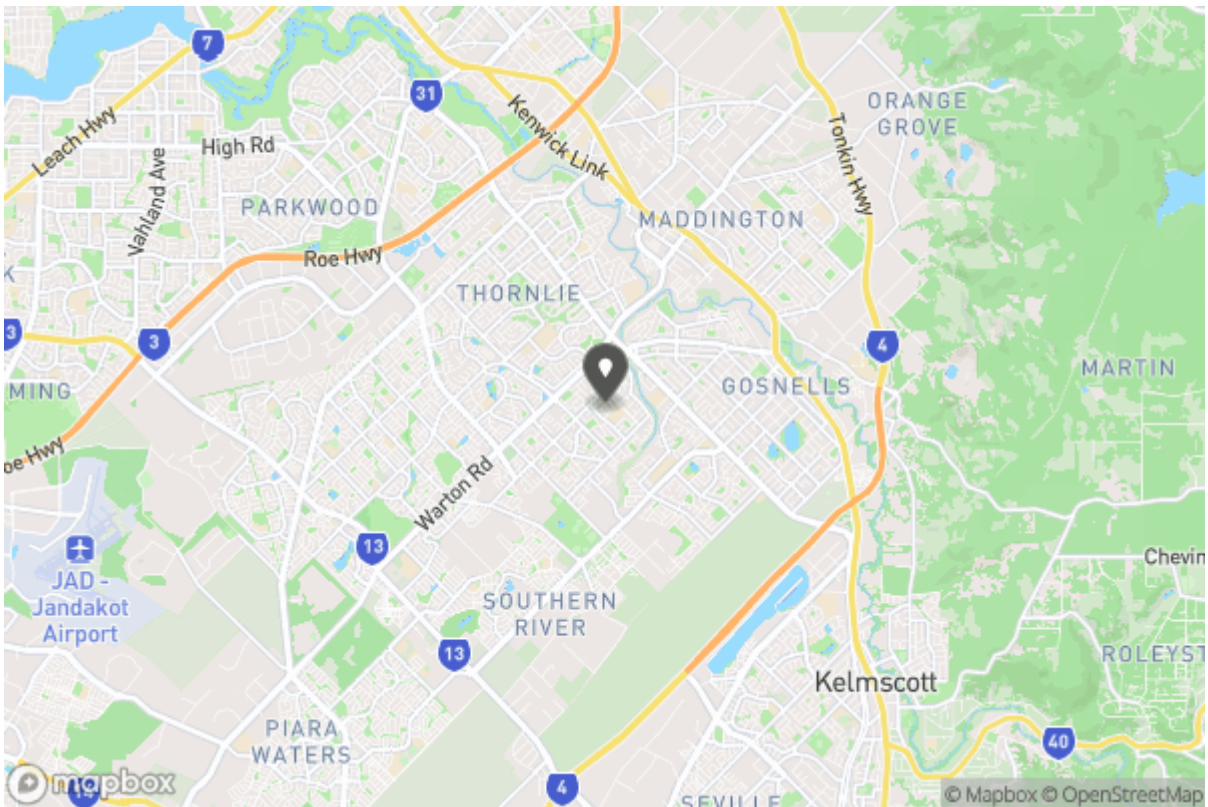 7
31
ORANGE
GROVE
Leach Hwy
Kenwick Link
High Rd
Tonkin Hwy
Vahland Ave
PARKWOOD
MADDINGTON
Roe Hwy
K
THORNLIE
3
3
4
MING
GOSNELLS
MARTIN
oe Hwy
Warton Rd
13
JAD -
Jandakot
Airport
Chevin
SOUTHERN
RIVER
13
ROLEYST
Kelmscott
PIARA
WATERS
40
mapbox
14
4
SEVILLE
© Mapbox © OpenStreetMap